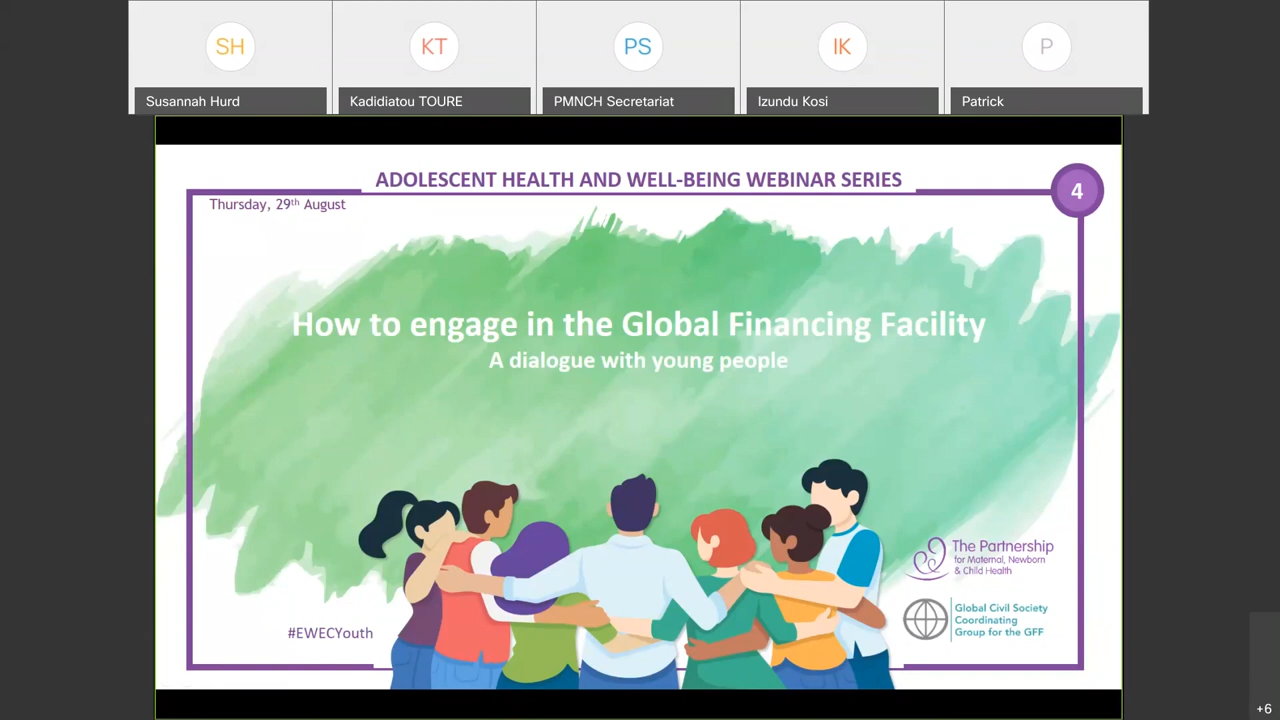 SH
KT
PS
IK
P
Susannah Hurd
Kadidiatou TOURE
PMNCH Secretariat
Izundu Kosi
Patrick
ADOLESCENT HEALTH AND WELL-BEING WEBINAR SERIES
4
Thursday, 29th August
How to engage in the Global Financing Facility
A dialogue with young people
The Partnership
for Maternal, Newborn
& Child Health
Global Civil Society
Coordinating
Group for the GFF
#EWECYouth
+6